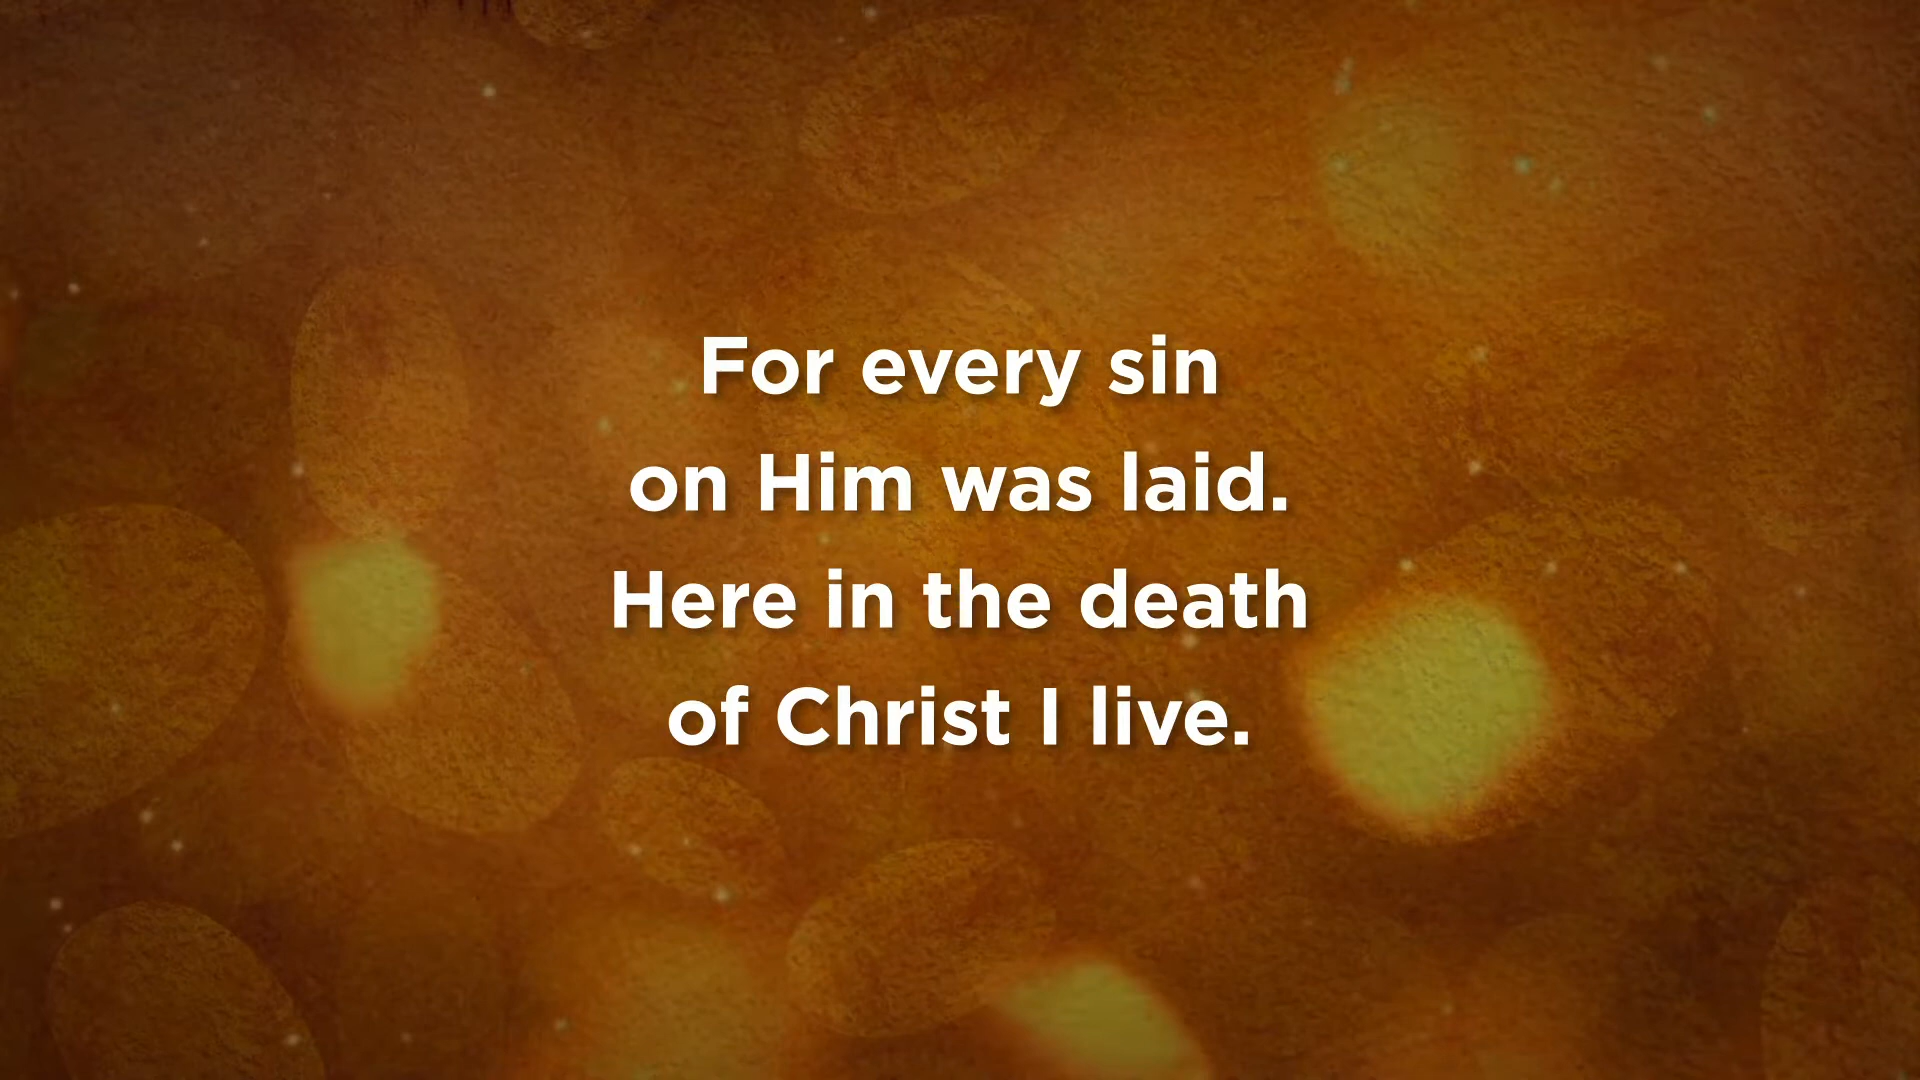 For every sin
on Him was laid.
Here in the death
of Christ I live.